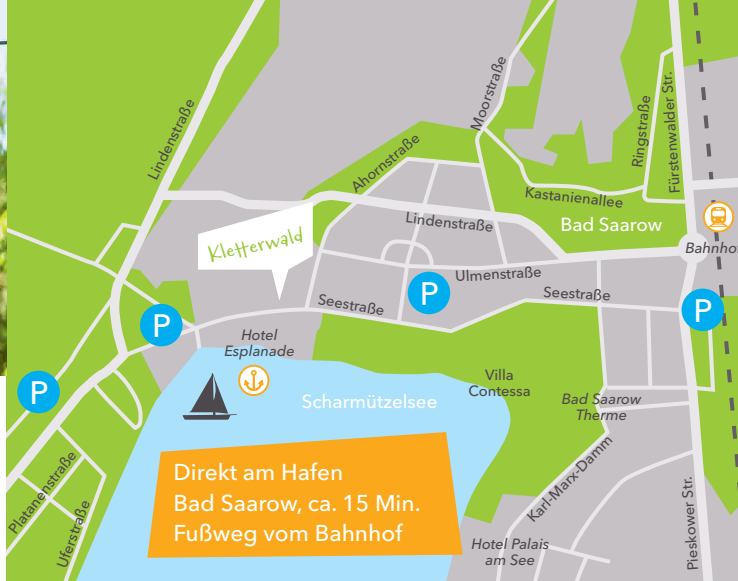 Lindenstraße
Moorstraße
Ahornstraße
Ringstraße
Fürstenwalder Str.
Kastanienallee
Lindenstraße
Bad Saarow
Kletterwald
Bahnhof
Ulmenstraße
Seestraße
Seestraße
P
P
P
P
Hotel
Esplanade
Villa
Contessa
Scharmützelsee
Bad Saarow
Therme
Direkt am Hafen
Bad Saarow, ca. 15 Min.
Fußweg vom Bahnhof
Platanenstraße
Uferstraße
Karl-Marx-Damm
Pieskower Str.
Hotel Palais
am See